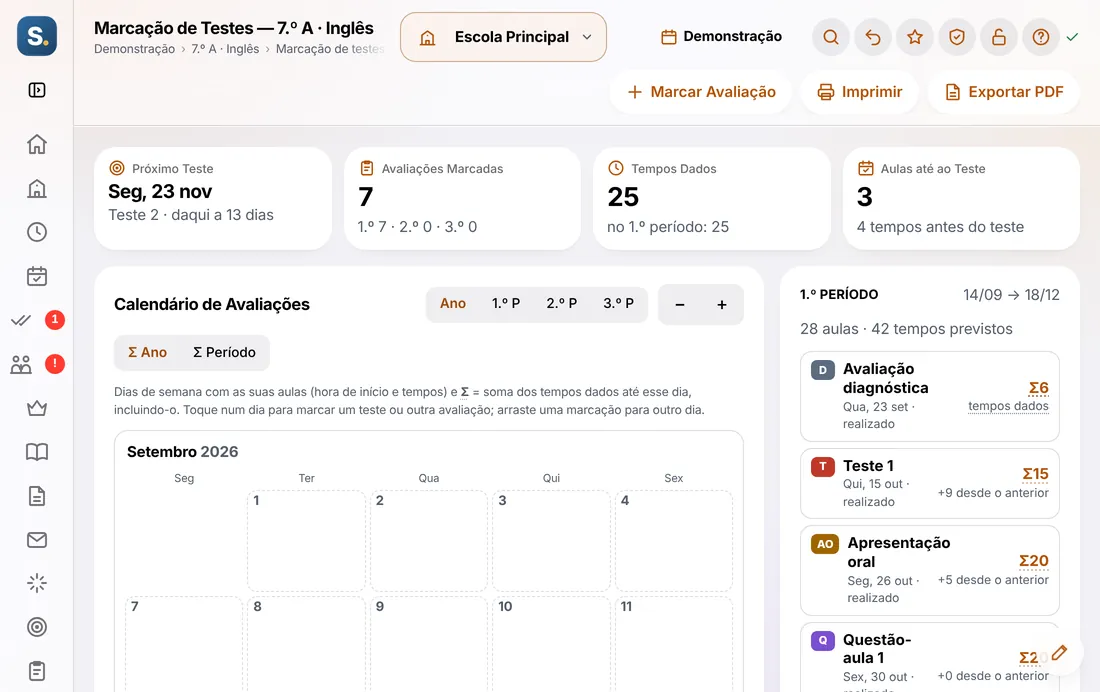 S.
Marcação de Testes — 7.º A · Inglês
Demonstração › 7.º A · Inglês › Marcação de testes
Escola Principal
Demonstração
Marcar Avaliação
Imprimir
Exportar PDF
1
!
Próximo Teste
Seg, 23 nov
Teste 2 · daqui a 13 dias
Avaliações Marcadas
7
1.º 7 · 2.º 0 · 3.º 0
Tempos Dados
25
no 1.º período: 25
Aulas até ao Teste
3
4 tempos antes do teste
Calendário de Avaliações
Ano 1.º P 2.º P 3.º P
− +
Σ Ano Σ Período
Dias de semana com as suas aulas (hora de início e tempos) e Σ = soma dos tempos dados até esse dia,
incluindo-o. Toque num dia para marcar um teste ou outra avaliação; arraste uma marcação para outro dia.
Setembro 2026
Seg Ter Qua Qui Sex
1 2 3 4
7 8 9 10 11
1.º PERÍODO 14/09 → 18/12
28 aulas · 42 tempos previstos
D
Avaliação
diagnóstica
Qua, 23 set ·
realizado
Σ6
tempos dados
T
Teste 1
Qui, 15 out ·
realizado
Σ15
+9 desde o anterior
AO
Apresentação
oral
Seg, 26 out ·
realizado
Σ20
+5 desde o anterior
Q
Questão-
aula 1
Sex, 30 out ·
Σ20
+0 desde o anterior